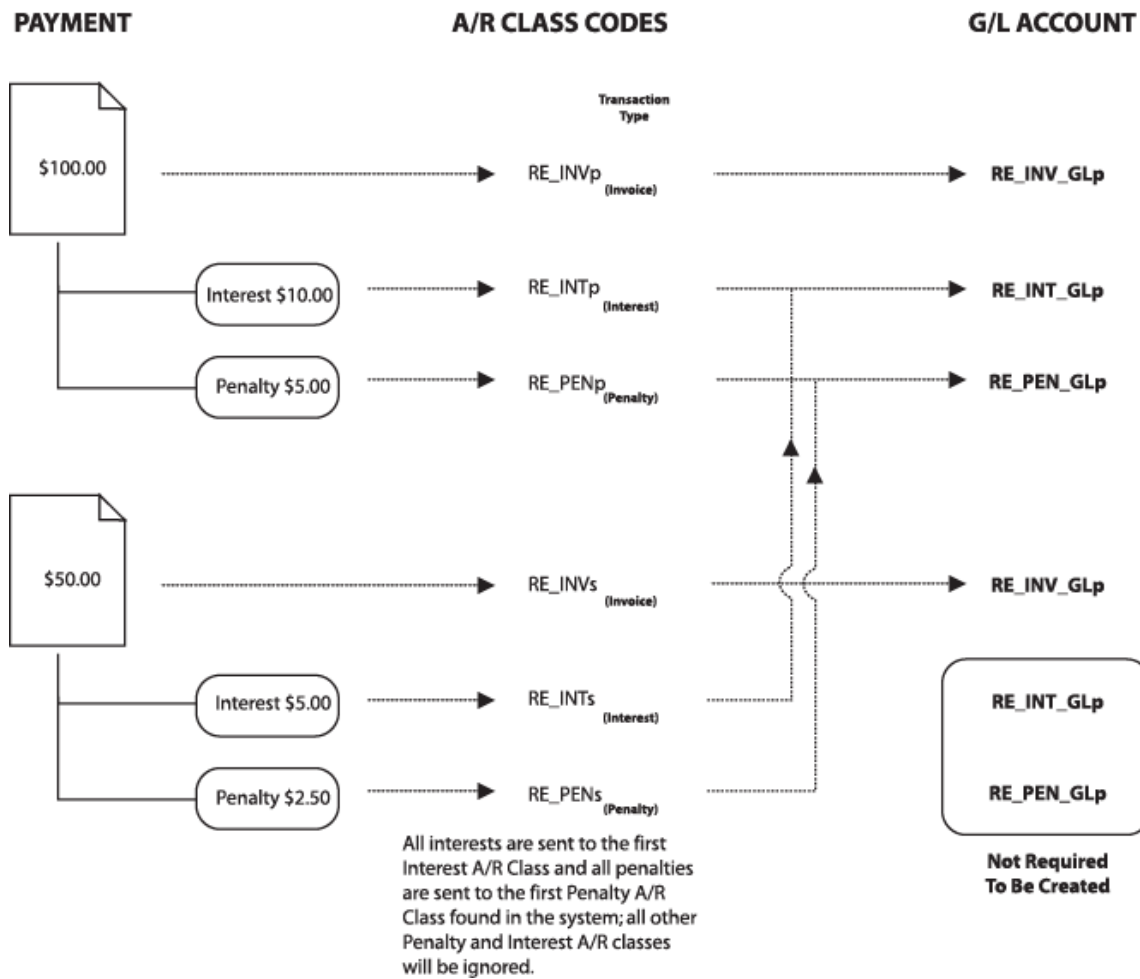 PAYMENT A/R CLASS CODES G/L ACCOUNT
Transaction
Type
$100.00 RE_INVp (Invoice) RE_INV_GLp
Interest $10.00 RE_INTp (Interest) RE_INT_GLp
Penalty $5.00 RE_PENp (Penalty) RE_PEN_GLp
$50.00 RE_INVs (Invoice) RE_INV_GLp
Interest $5.00 RE_INTs (Interest) RE_INT_GLp
Penalty $2.50 RE_PENs (Penalty) RE_PEN_GLp
All interests are sent to the first
Interest A/R Class and all penalties
are sent to the first Penalty A/R
Class found in the system; all other
Penalty and Interest A/R classes
will be ignored.
Not Required
To Be Created